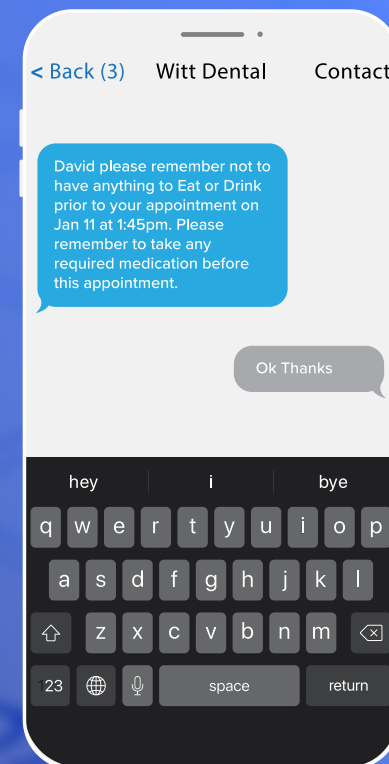 < Back (3) Witt Dental Contact
David please remember not to
have anything to Eat or Drink
prior to your appointment on
Jan 11 at 1:45pm. Please
remember to take any
required medication before
this appointment.
Ok Thanks
hey i bye
q w e r t y u i o p
a s d f g h j k l
z x c v b n m
123 space return